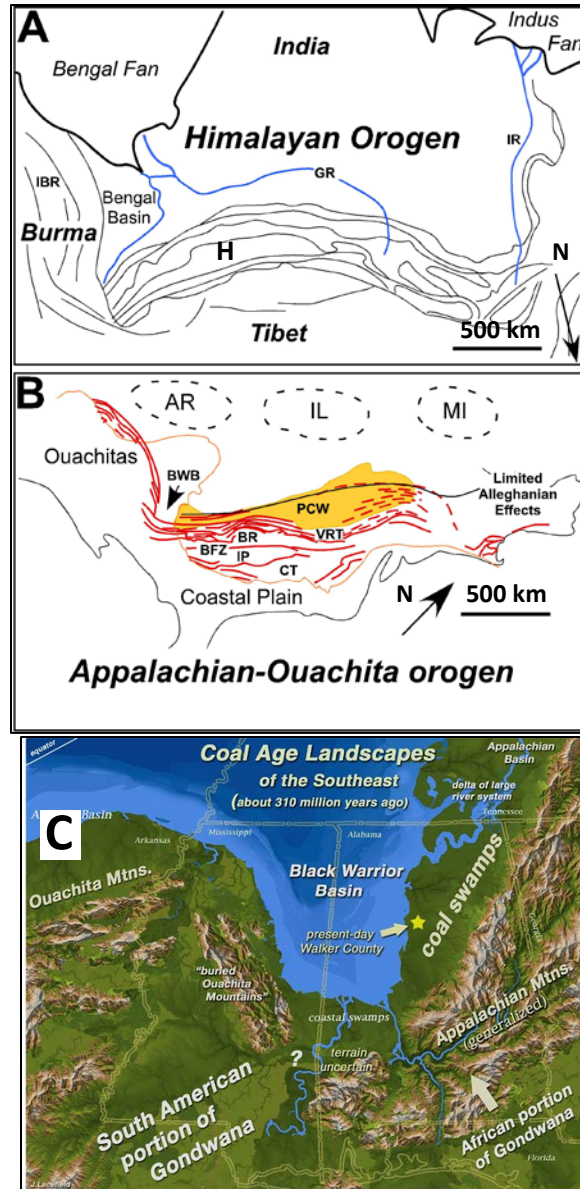 A
Bengal Fan
India
Indus
Fan
Himalayan Orogen
IBR
Bengal
Basin
GR
IR
Burma
H
N
Tibet
500 km
B
AR
IL
MI
Ouachitas
BWB
PCW
Limited
Alleghanian
Effects
BR
VRT
BFZ
IP
CT
Coastal Plain
N
500 km
Appalachian-Ouachita orogen
equator
Coal Age Landscapes
of the Southeast
(about 310 million years ago)
Appalachian
Basin
delta of large
river system
Tennessee
C
Basin
Arkansas
Mississippi
Alabama
Ouachita Mtns.
Black Warrior
Basin
coal swamps
present-day
Walker County
Georgia
"buried
Ouachita
Mountains"
coastal swamps
Appalachian Mtns.
(generalized)
?
terrain
uncertain
South American
portion of
Gondwana
African portion
of Gondwana
Florida
J. Lacefield